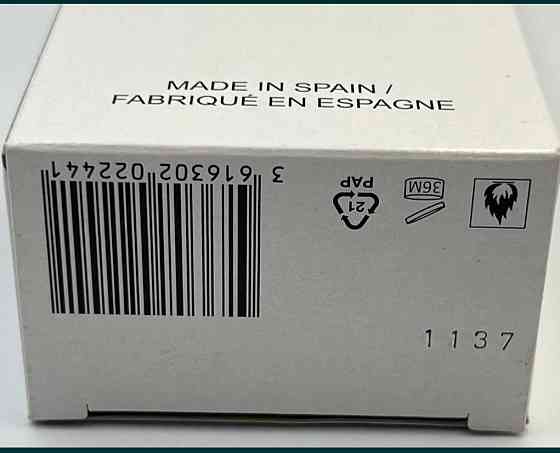 MADE IN SPAIN /
FABRIQUÉ EN ESPAGNE
3 616302 022441
21
PAP
36M
1137